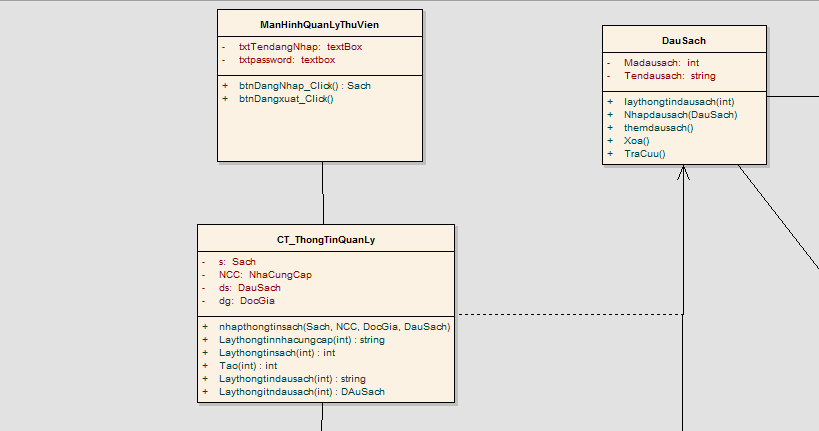 ManHinhQuanLyThuVien
- txtTendangNhap: textBox
- txtpassword: textbox
+ btnDangNhap_Click() : Sach
+ btnDangxuat_Click()
DauSach
- Madausach: int
- Tendausach: string
+ laythongtindausach(int)
+ Nhapdausach(DauSach)
+ themdausach()
+ Xoa()
+ TraCuu()
CT_ThongTinQuanLy
- s: Sach
- NCC: NhaCungCap
- ds: DauSach
- dg: DocGia
+ nhapthongtinsach(Sach, NCC, DocGia, DauSach)
+ Laythongtinnhacungcap(int) : string
+ Laythongtinsach(int) : int
+ Tao(int) : int
+ Laythongtindausach(int) : string
+ Laythongitndausach(int) : DAuSach